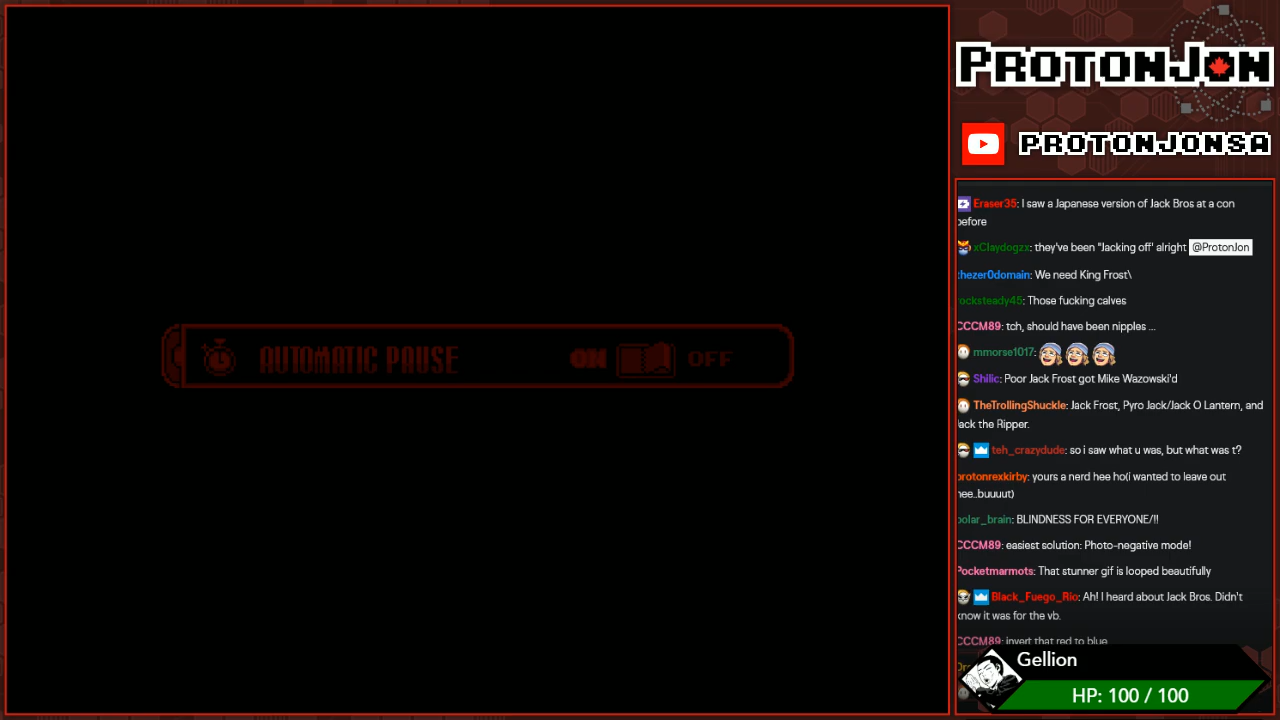 AUTOMATIC PAUSE ON OFF
PROTONJON
PROTONJONSA
Eraser35: I saw a Japanese version of Jack Bros at a con
before
xClaydogzx: they've been "Jacking off' alright @ProtonJon
thezer0domain: We need King Frost\
rocksteady45: Those fucking calves
CCCM89: tch, should have been nipples ...
mmorse1017:
Shilic: Poor Jack Frost got Mike Wazowski'd
TheTrollingShuckle: Jack Frost, Pyro Jack/Jack O Lantern, and
Jack the Ripper.
teh_crazydude: so i saw what u was, but what was t?
protonrexkirby: yours a nerd hee ho(i wanted to leave out
hee..buuuut)
polar_brain: BLINDNESS FOR EVERYONE/!!
CCCM89: easiest solution: Photo-negative mode!
Pocketmarmots: That stunner gif is looped beautifully
Black_Fuego_Rio: Ah! I heard about Jack Bros. Didn't
know it was for the vb.
CCCM89: invert that red to blue
Gellion
HP: 100 / 100